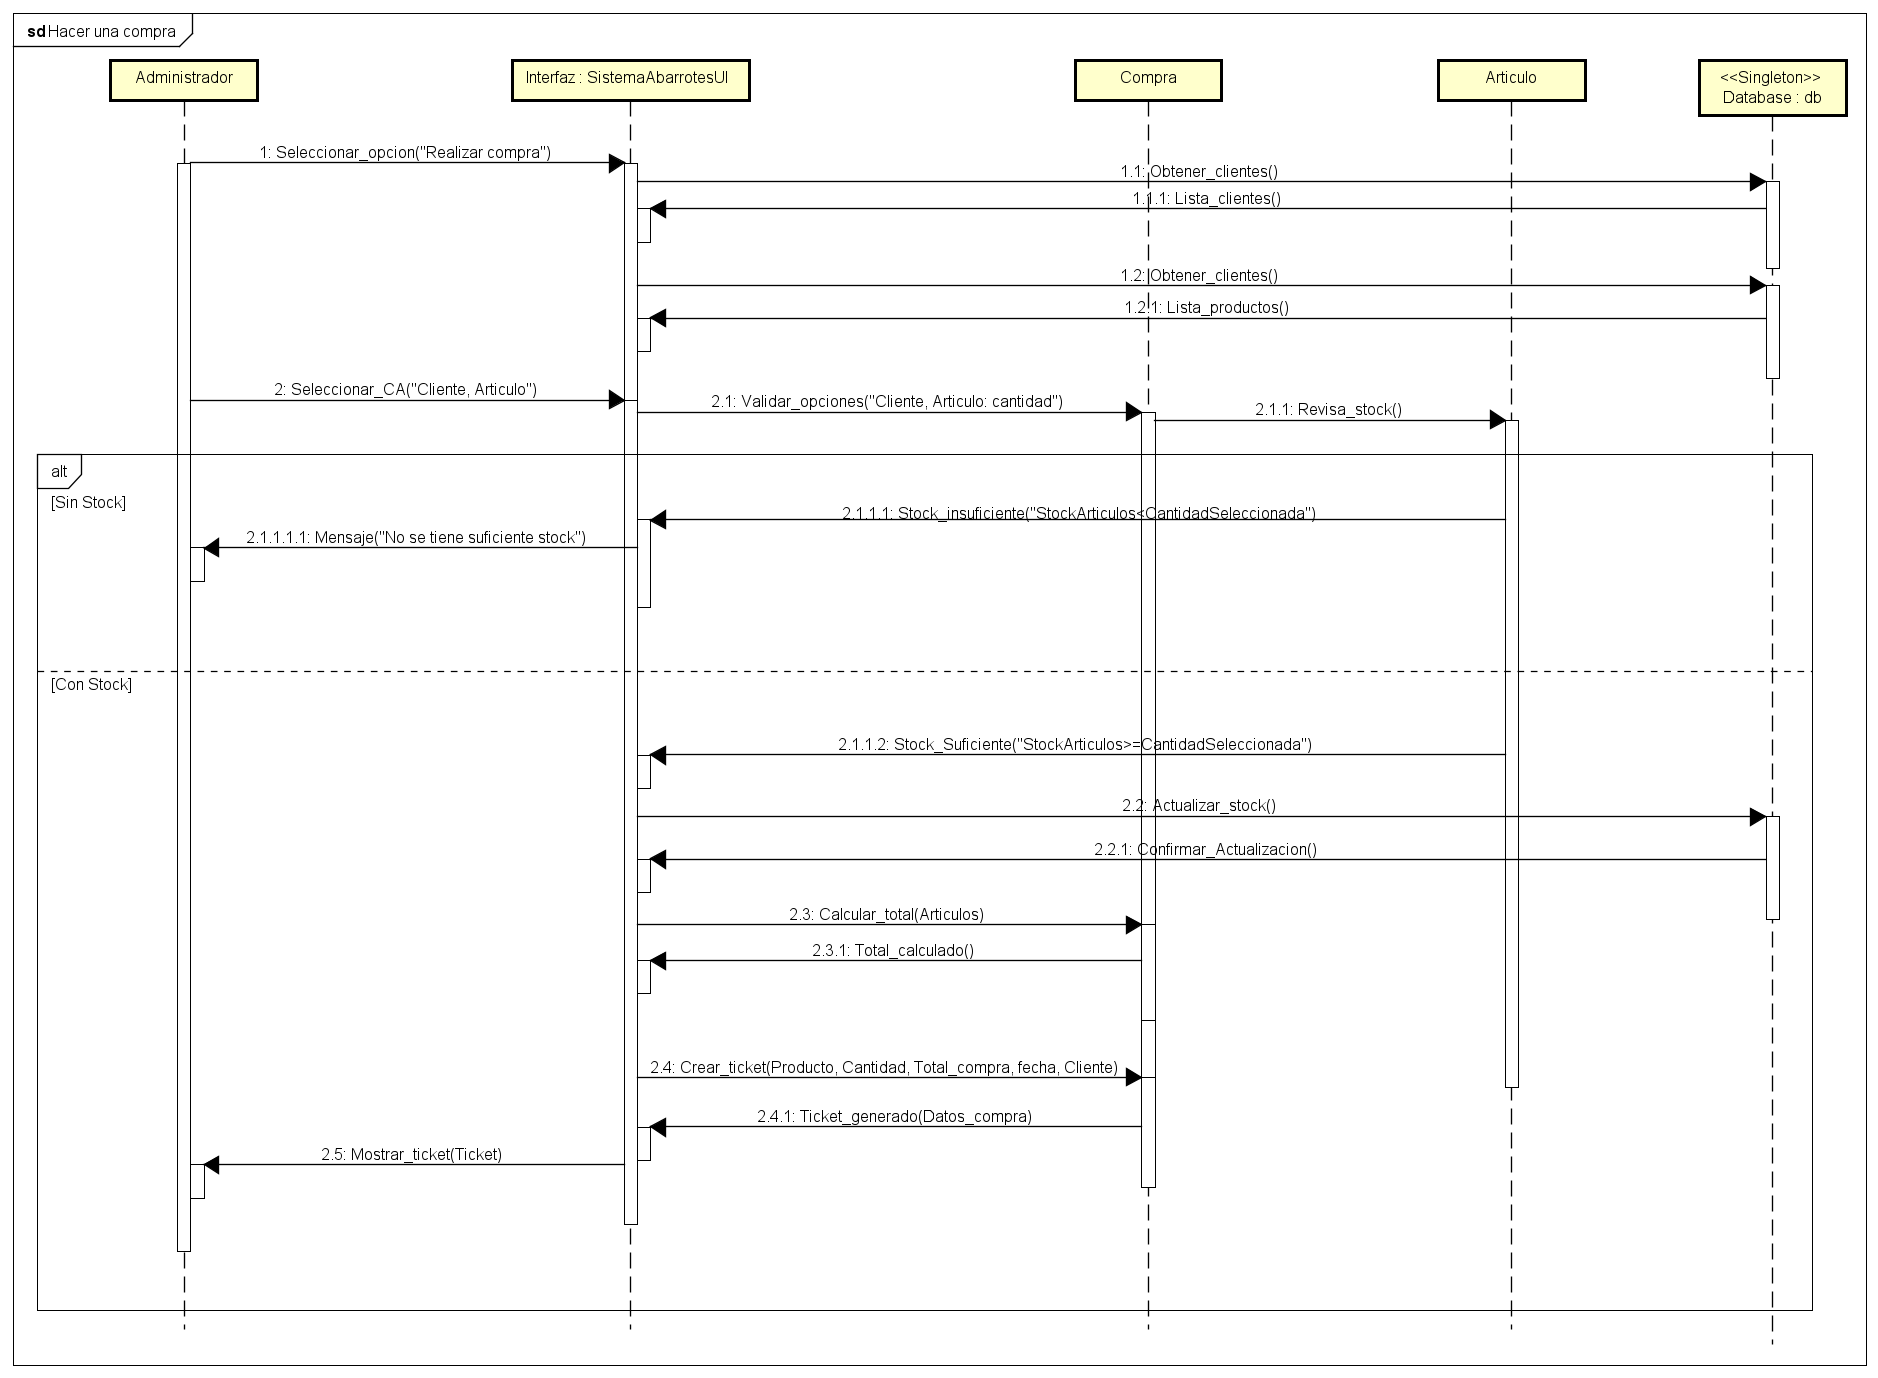 sd Hacer una compra
Administrador
Interfaz : SistemaAbarrotesUI
Compra
Articulo
<<Singleton>>
Database : db
1: Seleccionar_opcion("Realizar compra")
1.1: Obtener_clientes()
1.1.1: Lista_clientes()
1.2: Obtener_clientes()
1.2.1: Lista_productos()
2: Seleccionar_CA("Cliente, Articulo")
2.1: Validar_opciones("Cliente, Articulo: cantidad")
2.1.1: Revisa_stock()
alt
[Sin Stock]
2.1.1.1: Stock_insuficiente("StockArticulos<CantidadSeleccionada")
2.1.1.1.1: Mensaje("No se tiene suficiente stock")
[Con Stock]
2.1.1.2: Stock_Suficiente("StockArticulos>=CantidadSeleccionada")
2.2: Actualizar_stock()
2.2.1: Confirmar_Actualizacion()
2.3: Calcular_total(Articulos)
2.3.1: Total_calculado()
2.4: Crear_ticket(Producto, Cantidad, Total_compra, fecha, Cliente)
2.4.1: Ticket_generado(Datos_compra)
2.5: Mostrar_ticket(Ticket)